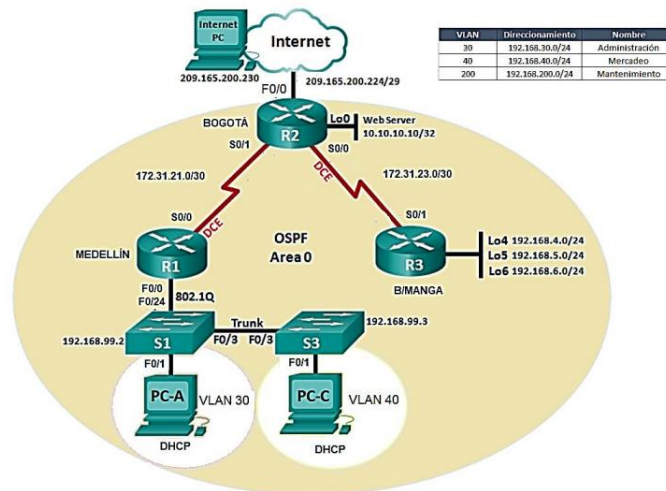 Internet
PC
Internet
209.165.200.230
209.165.200.224/29
VLAN Direccionamiento Nombre
30 192.168.30.0/24 Administración
40 192.168.40.0/24 Mercadeo
200 192.168.200.0/24 Mantenimiento
F0/0
BOGOTÁ
R2
Lo0
Web Server
10.10.10.10/32
S0/1
S0/0
DCE
172.31.21.0/30
172.31.23.0/30
S0/0
DCE
S0/1
OSPF
Area 0
MEDELLÍN
R1
R3
B/MANGA
Lo4 192.168.4.0/24
Lo5 192.168.5.0/24
Lo6 192.168.6.0/24
F0/0
F0/24
802.1Q
192.168.99.2
S1
Trunk
F0/3 F0/3
S3
192.168.99.3
F0/1
F0/1
PC-A
VLAN 30
PC-C
VLAN 40
DHCP
DHCP